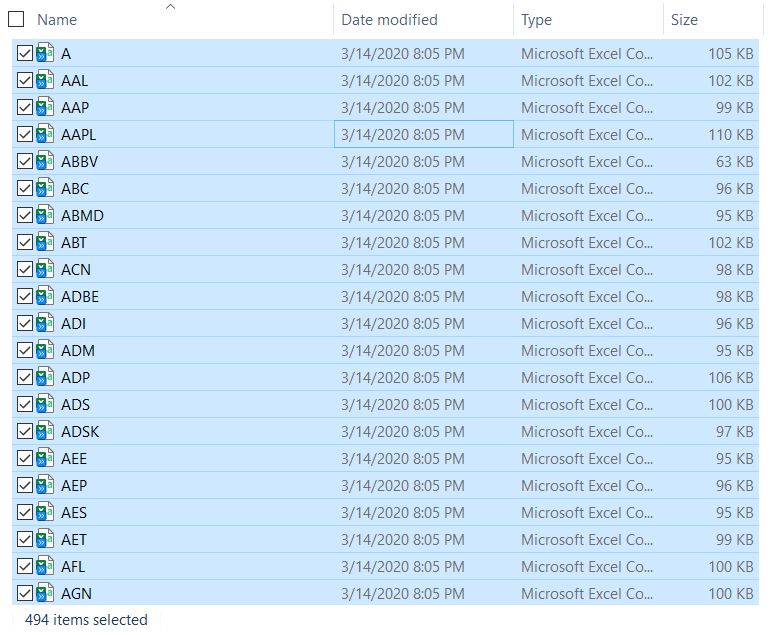 Name Date modified Type Size
A 3/14/2020 8:05 PM Microsoft Excel Co... 105 KB
AAL 3/14/2020 8:05 PM Microsoft Excel Co... 102 KB
AAP 3/14/2020 8:05 PM Microsoft Excel Co... 99 KB
AAPL 3/14/2020 8:05 PM Microsoft Excel Co... 110 KB
ABBV 3/14/2020 8:05 PM Microsoft Excel Co... 63 KB
ABC 3/14/2020 8:05 PM Microsoft Excel Co... 96 KB
ABMD 3/14/2020 8:05 PM Microsoft Excel Co... 95 KB
ABT 3/14/2020 8:05 PM Microsoft Excel Co... 102 KB
ACN 3/14/2020 8:05 PM Microsoft Excel Co... 98 KB
ADBE 3/14/2020 8:05 PM Microsoft Excel Co... 98 KB
ADI 3/14/2020 8:05 PM Microsoft Excel Co... 96 KB
ADM 3/14/2020 8:05 PM Microsoft Excel Co... 95 KB
ADP 3/14/2020 8:05 PM Microsoft Excel Co... 106 KB
ADS 3/14/2020 8:05 PM Microsoft Excel Co... 100 KB
ADSK 3/14/2020 8:05 PM Microsoft Excel Co... 97 KB
AEE 3/14/2020 8:05 PM Microsoft Excel Co... 95 KB
AEP 3/14/2020 8:05 PM Microsoft Excel Co... 96 KB
AES 3/14/2020 8:05 PM Microsoft Excel Co... 95 KB
AET 3/14/2020 8:05 PM Microsoft Excel Co... 99 KB
AFL 3/14/2020 8:05 PM Microsoft Excel Co... 100 KB
AGN 3/14/2020 8:05 PM Microsoft Excel Co... 100 KB
494 items selected